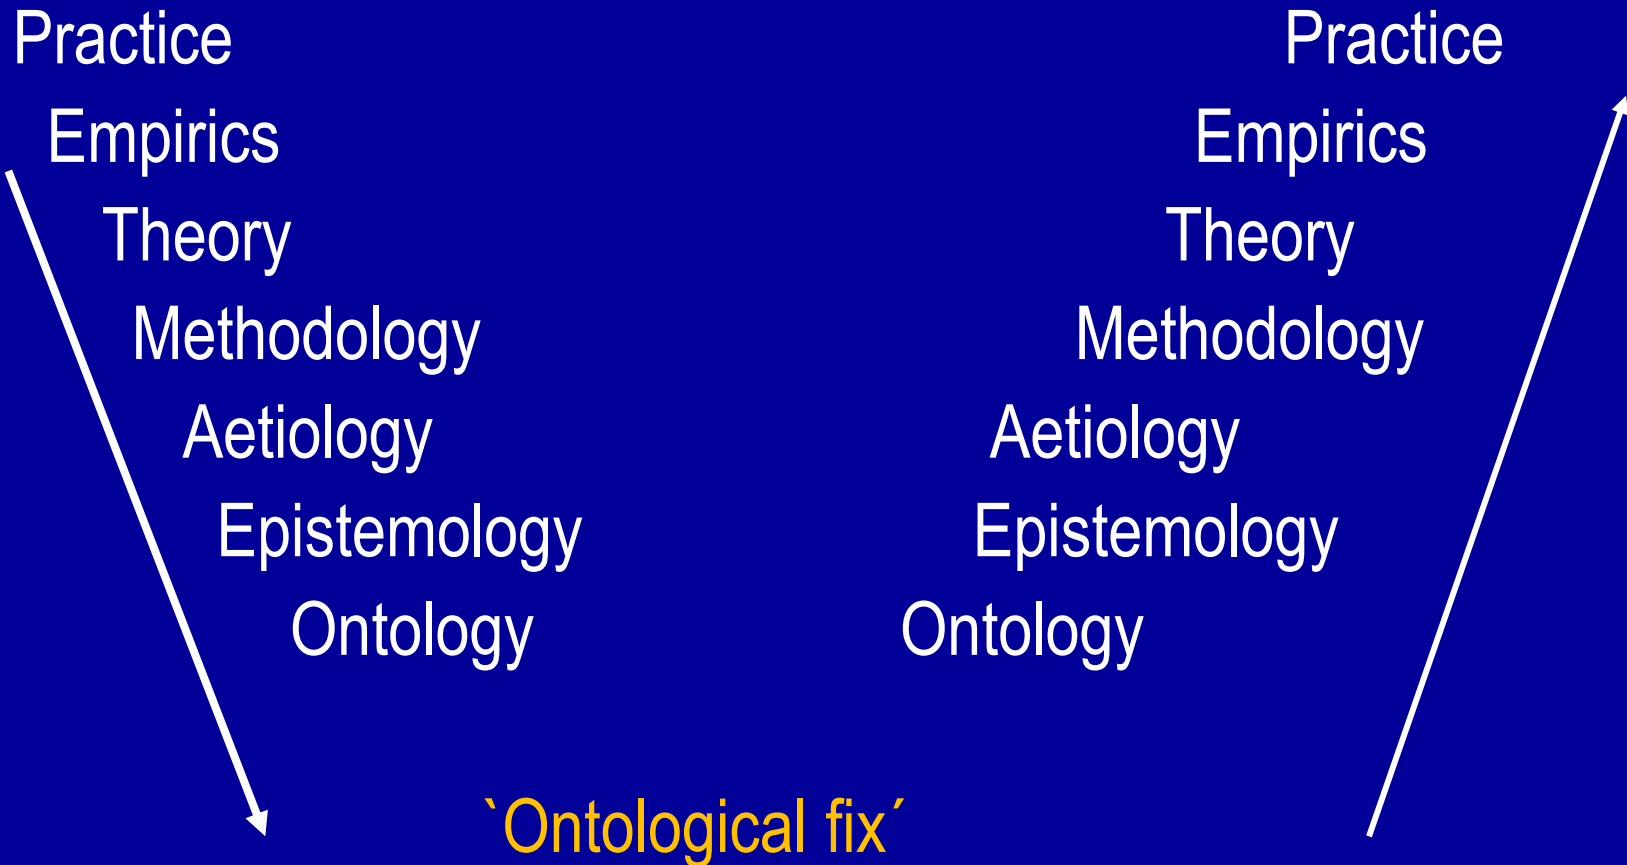 Practice Practice
Empirics Empirics
Theory Theory
Methodology Methodology
Aetiology Aetiology
Epistemology Epistemology
Ontology Ontology
`Ontological fix´